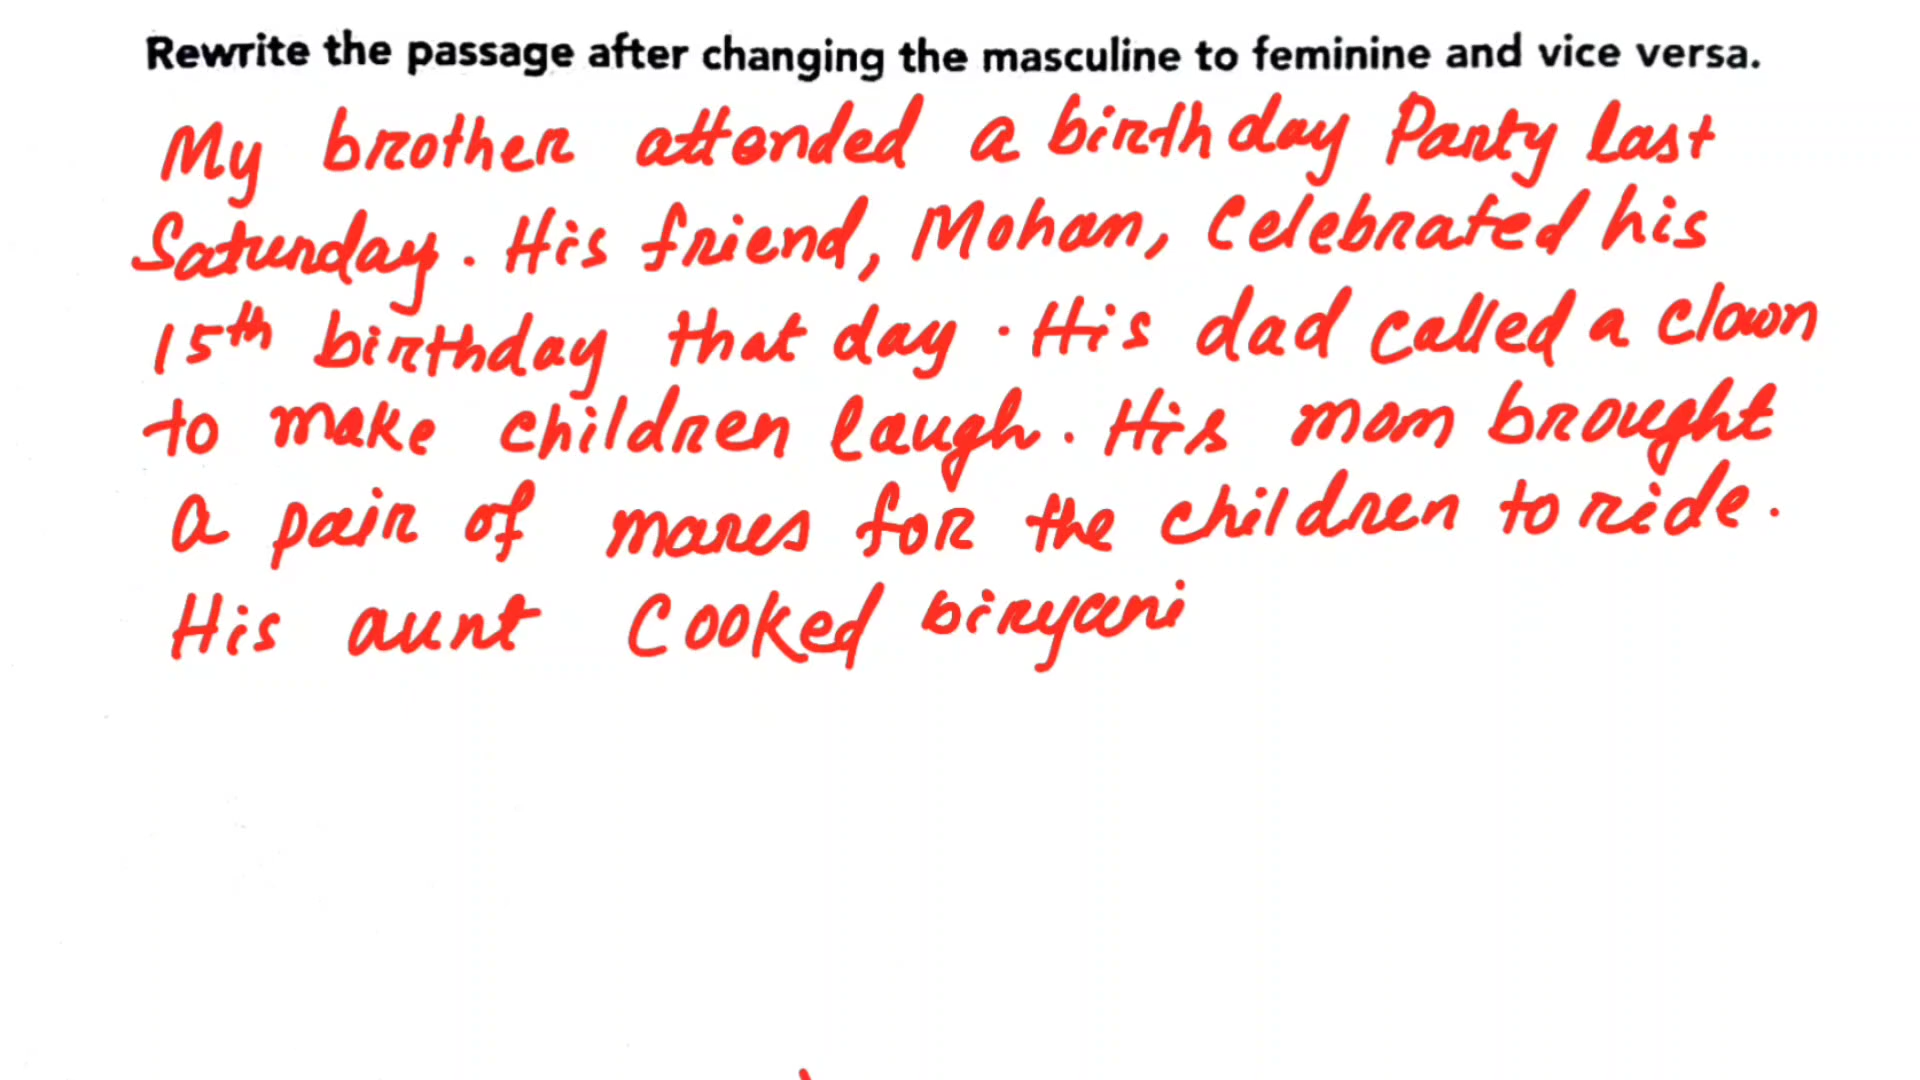 Rewrite the passage after changing the masculine to feminine and vice versa.
My brother attended a birthday Party last
Saturday. His friend, Mohan, Celebrated his
15th birthday that day. His dad called a clown
to make children laugh. His mom brought
a pair of mares for the children to ride.
His aunt Cooked biryani